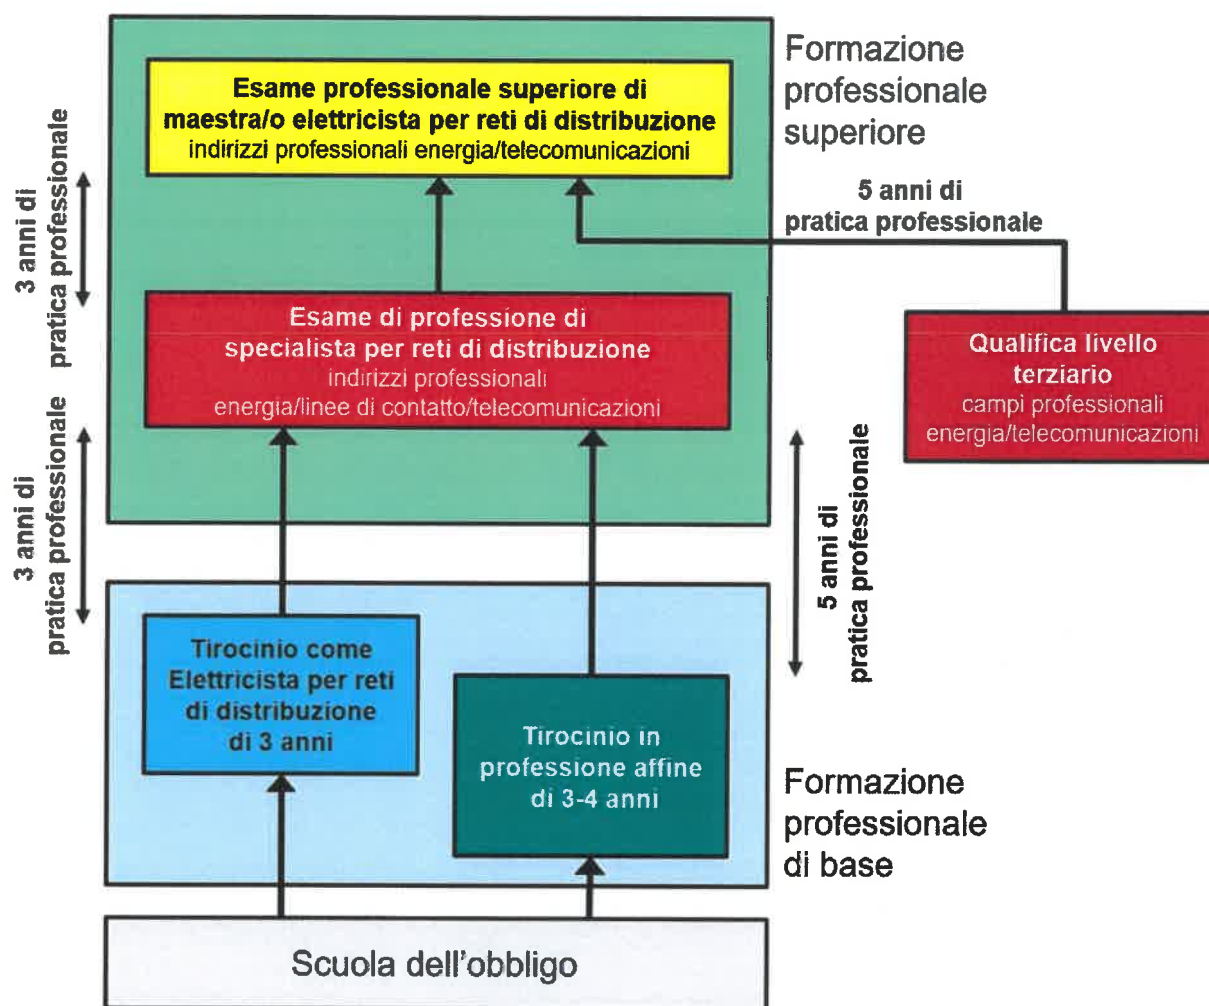 Formazione
professionale
superiore
Esame professionale superiore di
maestra/o elettricista per reti di distribuzione
indirizzi professionali energia/telecomunicazioni
3 anni di
pratica professionale
5 anni di
pratica professionale
Esame di professione di
specialista per reti di distribuzione
indirizzi professionali
energia/linee di contatto/telecomunicazioni
Qualifica livello
terziario
campi professionali
energia/telecomunicazioni
3 anni di
pratica professionale
5 anni di
pratica professionale
Tirocinio come
Elettricista per reti
di distribuzione
di 3 anni
Tirocinio in
professione affine
di 3-4 anni
Formazione
professionale
di base
Scuola dell'obbligo